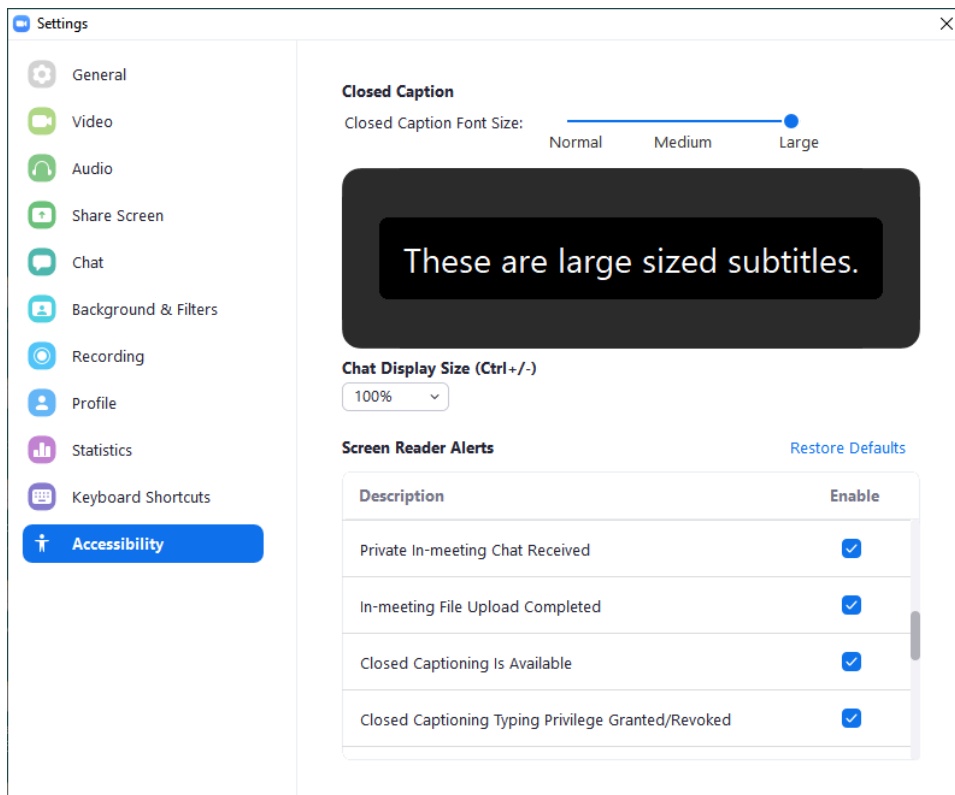 Settings
General
Video
Audio
Share Screen
Chat
Background & Filters
Recording
Profile
Statistics
Keyboard Shortcuts
Accessibility
Closed Caption
Closed Caption Font Size:
Normal Medium Large
These are large sized subtitles.
Chat Display Size (Ctrl+/-)
100%
Screen Reader Alerts Restore Defaults
Description Enable
Private In-meeting Chat Received
In-meeting File Upload Completed
Closed Captioning Is Available
Closed Captioning Typing Privilege Granted/Revoked